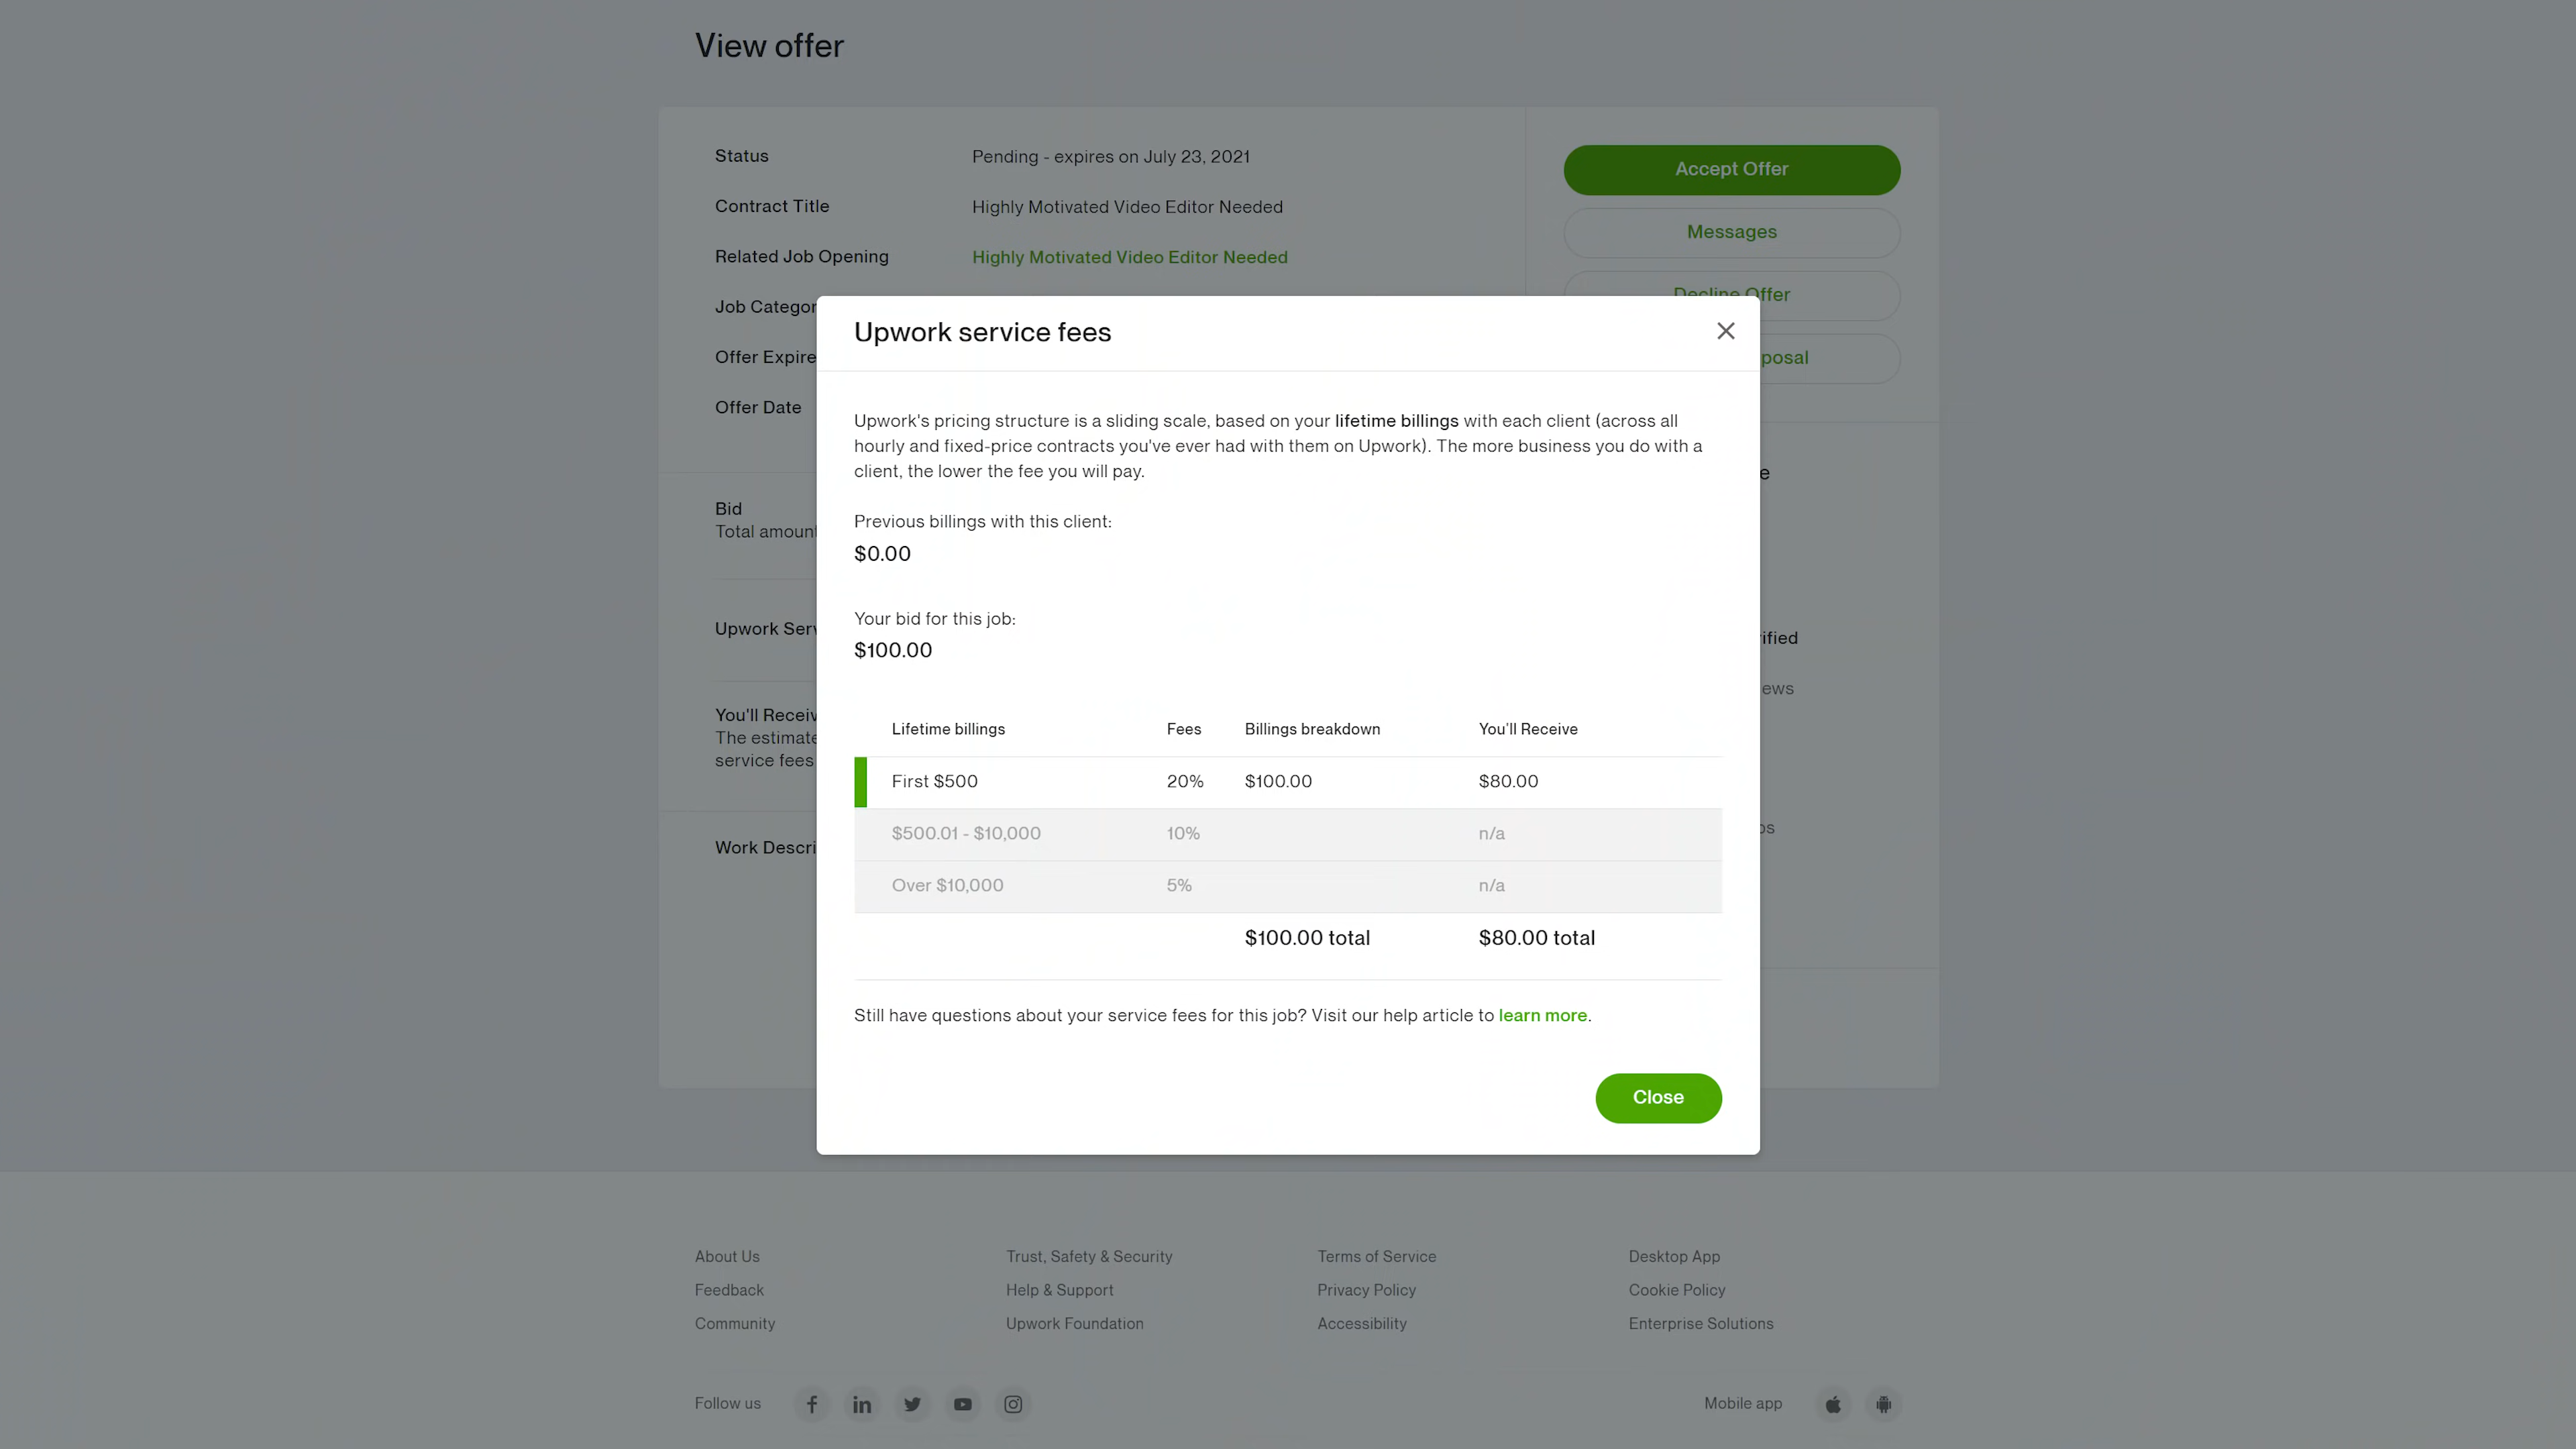 View offer
Status Pending - expires on July 23, 2021
Contract Title Highly Motivated Video Editor Needed
Related Job Opening Highly Motivated Video Editor Needed
Accept Offer
Messages
Decline Offer
Job Categor
Offer Expire
Offer Date
Bid
Total amoun
Upwork Serv
You'll Receiv
The estimate
service fees
Work Descri
Upwork service fees
Upwork's pricing structure is a sliding scale, based on your lifetime billings with each client (across all
hourly and fixed-price contracts you've ever had with them on Upwork). The more business you do with a
client, the lower the fee you will pay.
Previous billings with this client:
$0.00
Your bid for this job:
$100.00
Lifetime billings Fees Billings breakdown You'll Receive
First $500 20% $100.00 $80.00
$500.01 - $10,000 10% n/a
Over $10,000 5% n/a
$100.00 total $80.00 total
Still have questions about your service fees for this job? Visit our help article to learn more.
Close
posal
e
ified
ews
os
About Us Trust, Safety & Security Terms of Service Desktop App
Feedback Help & Support Privacy Policy Cookie Policy
Community Upwork Foundation Accessibility Enterprise Solutions
Follow us Mobile app